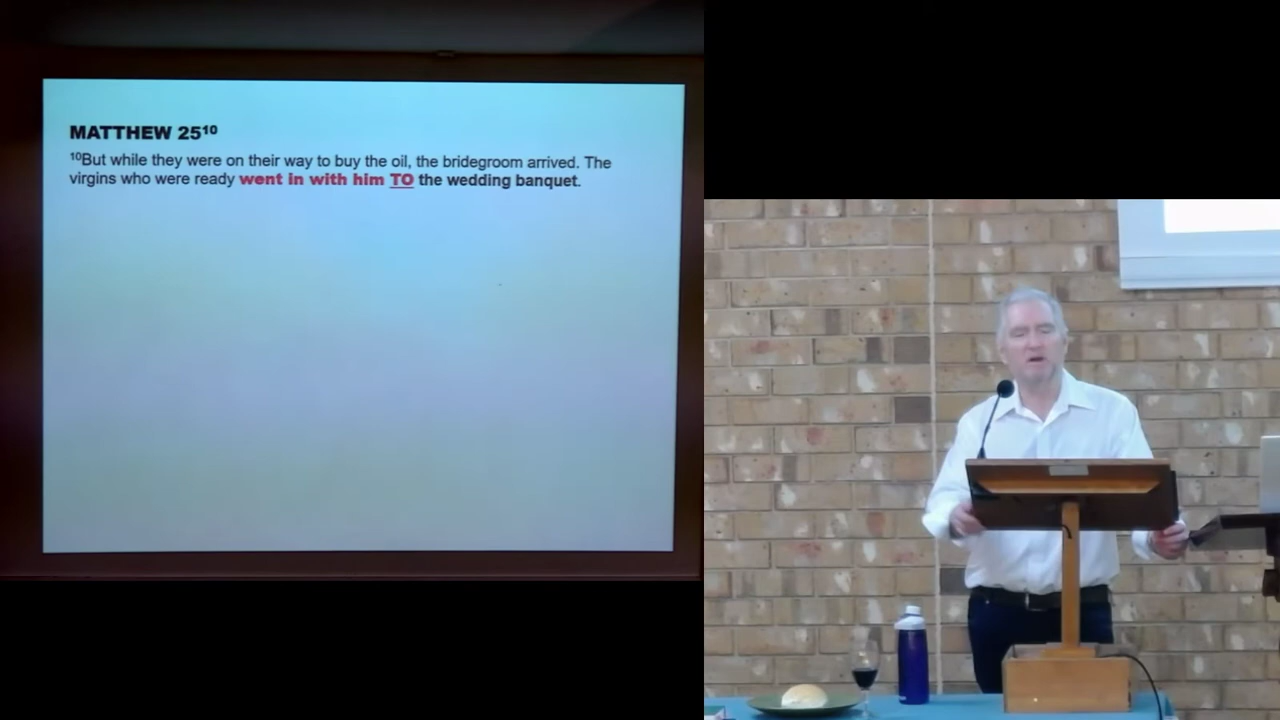 MATTHEW 25¹⁰
¹⁰But while they were on their way to buy the oil, the bridegroom arrived. The
virgins who were ready went in with him TO the wedding banquet.